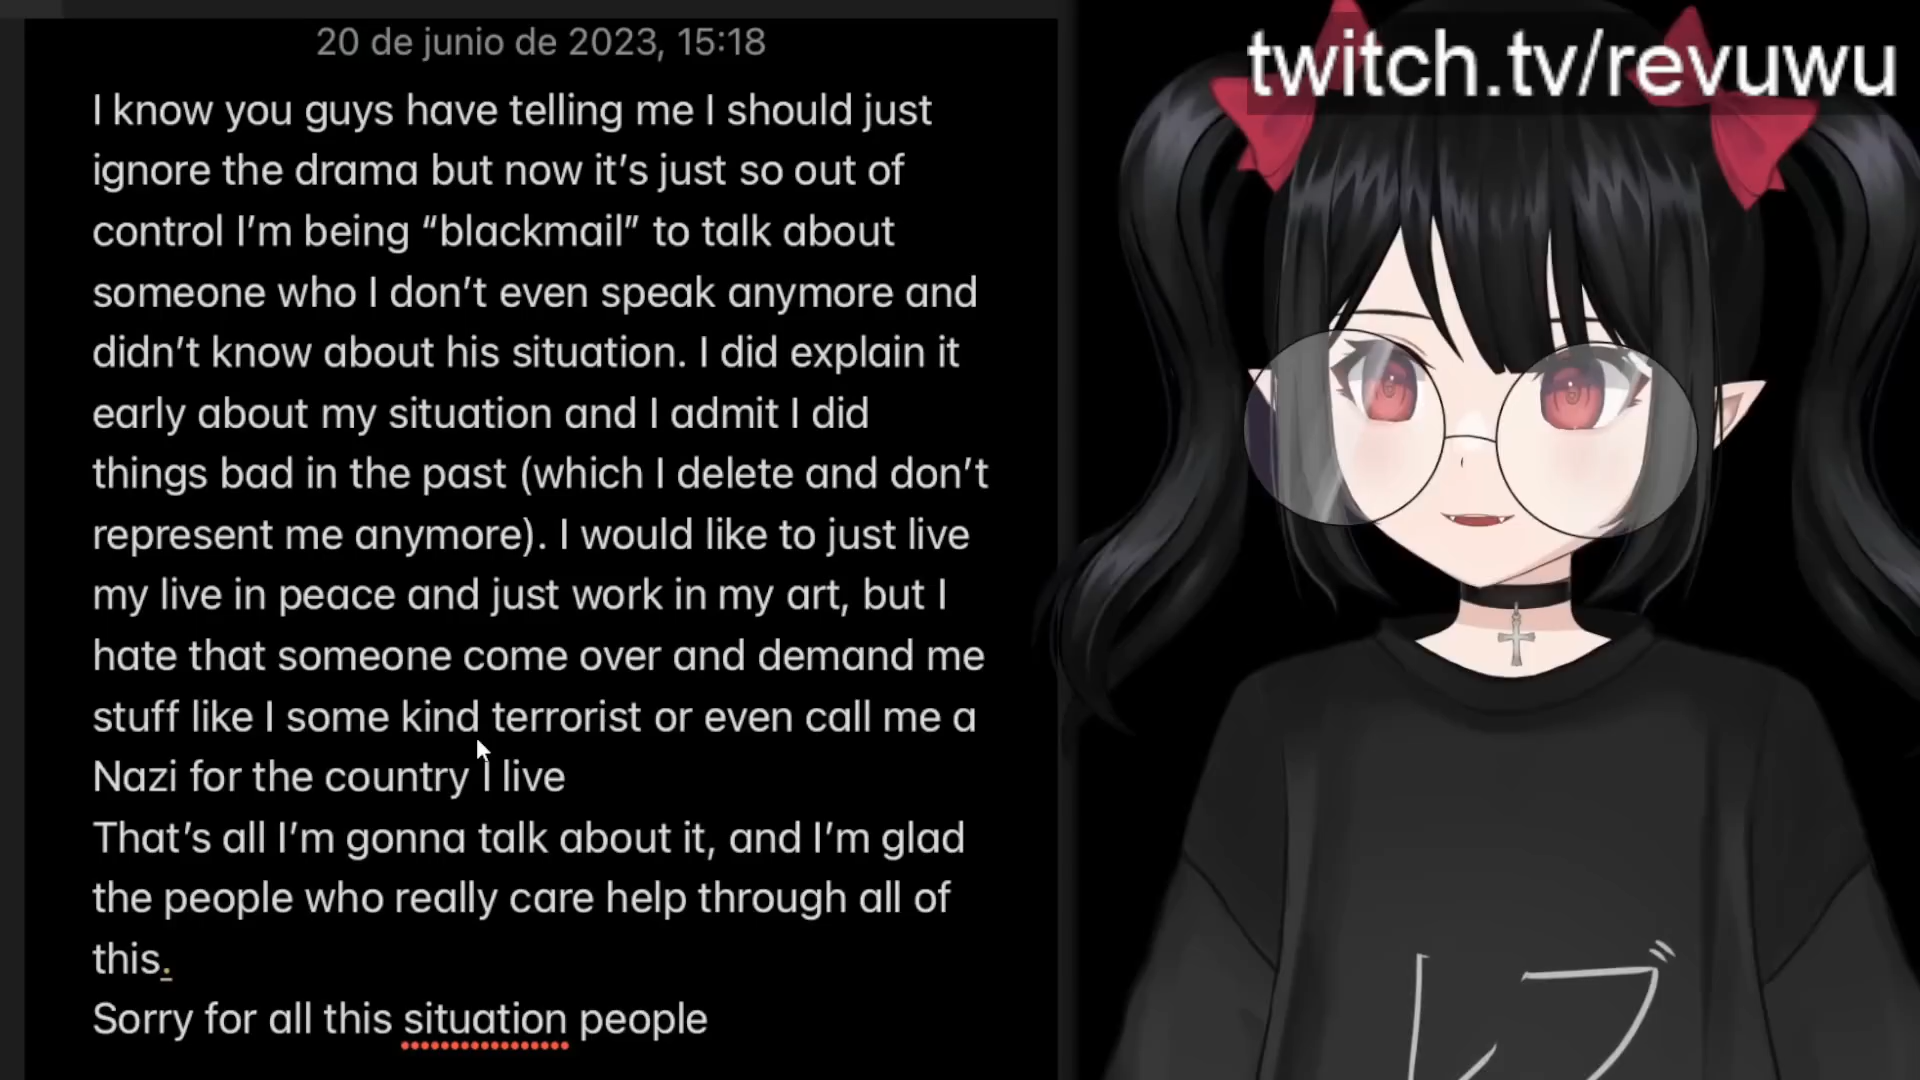 20 de junio de 2023, 15:18
twitch.tv/revuwu
I know you guys have telling me I should just
ignore the drama but now it’s just so out of
control I’m being “blackmail” to talk about
someone who I don’t even speak anymore and
didn’t know about his situation. I did explain it
early about my situation and I admit I did
things bad in the past (which I delete and don’t
represent me anymore). I would like to just live
my live in peace and just work in my art, but I
hate that someone come over and demand me
stuff like I some kind terrorist or even call me a
Nazi for the country I live
That’s all I’m gonna talk about it, and I’m glad
the people who really care help through all of
this.
Sorry for all this situation people
レブ